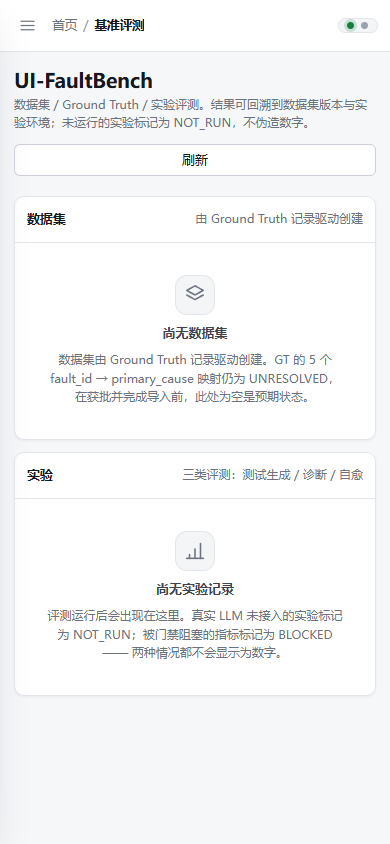 首页 / 基准评测
UI-FaultBench
数据集 / Ground Truth / 实验评测。结果可回溯到数据集版本与实
验环境；未运行的实验标记为 NOT_RUN，不伪造数字。
刷新
数据集
由 Ground Truth 记录驱动创建
尚无数据集
数据集由 Ground Truth 记录驱动创建。GT 的 5 个
fault_id → primary_cause 映射仍为 UNRESOLVED，
在获批并完成导入前，此处为空是预期状态。
实验
三类评测：测试生成 / 诊断 / 自愈
尚无实验记录
评测运行后会出现在这里。真实 LLM 未接入的实验标记
为 NOT_RUN；被门禁阻塞的指标标记为 BLOCKED
—— 两种情况都不会显示为数字。